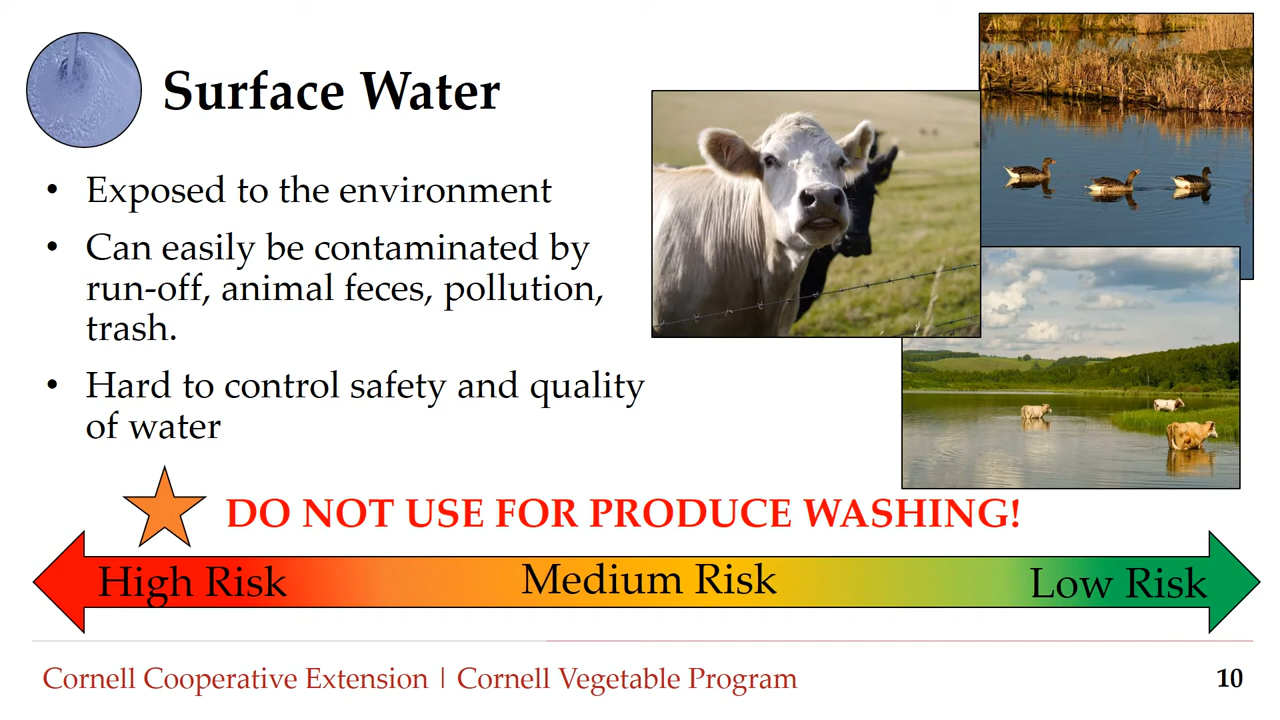 Surface Water
• Exposed to the environment
• Can easily be contaminated by
run-off, animal feces, pollution,
trash.
• Hard to control safety and quality
of water
DO NOT USE FOR PRODUCE WASHING!
High Risk
Medium Risk
Low Risk
Cornell Cooperative Extension | Cornell Vegetable Program
10